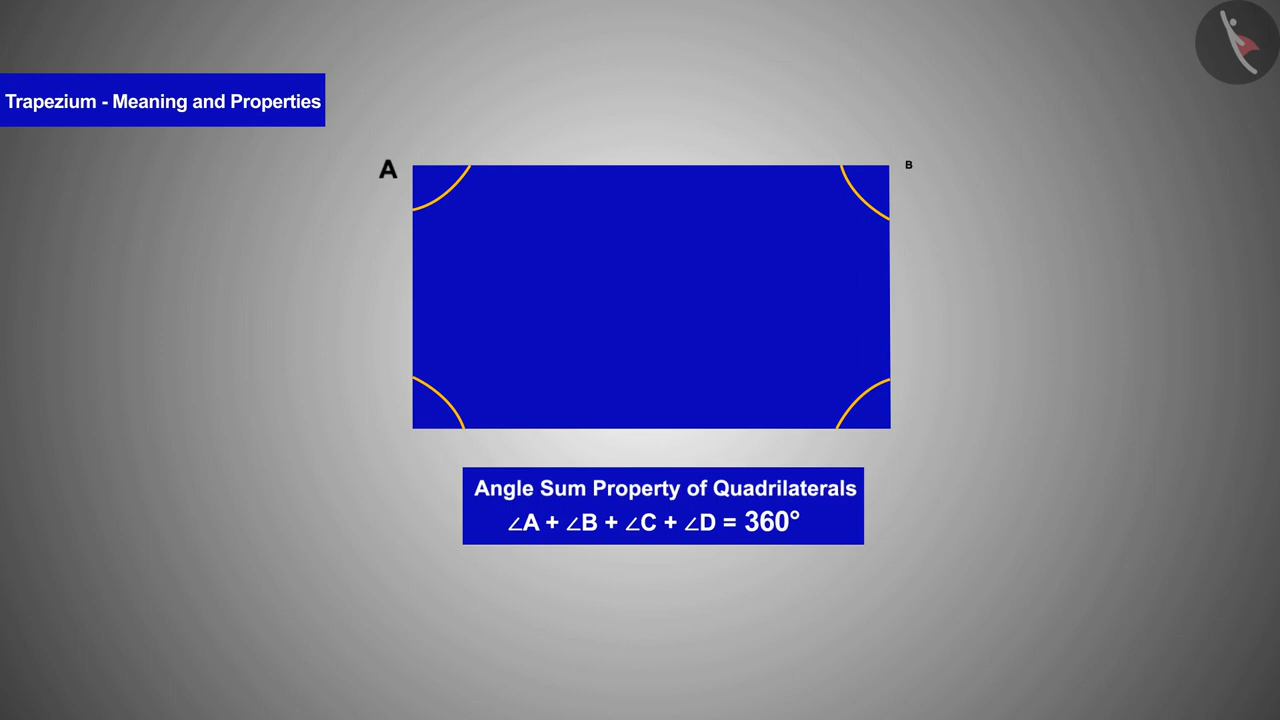 Trapezium - Meaning and Properties
A
B
Angle Sum Property of Quadrilaterals
∠A + ∠B + ∠C + ∠D = 360°